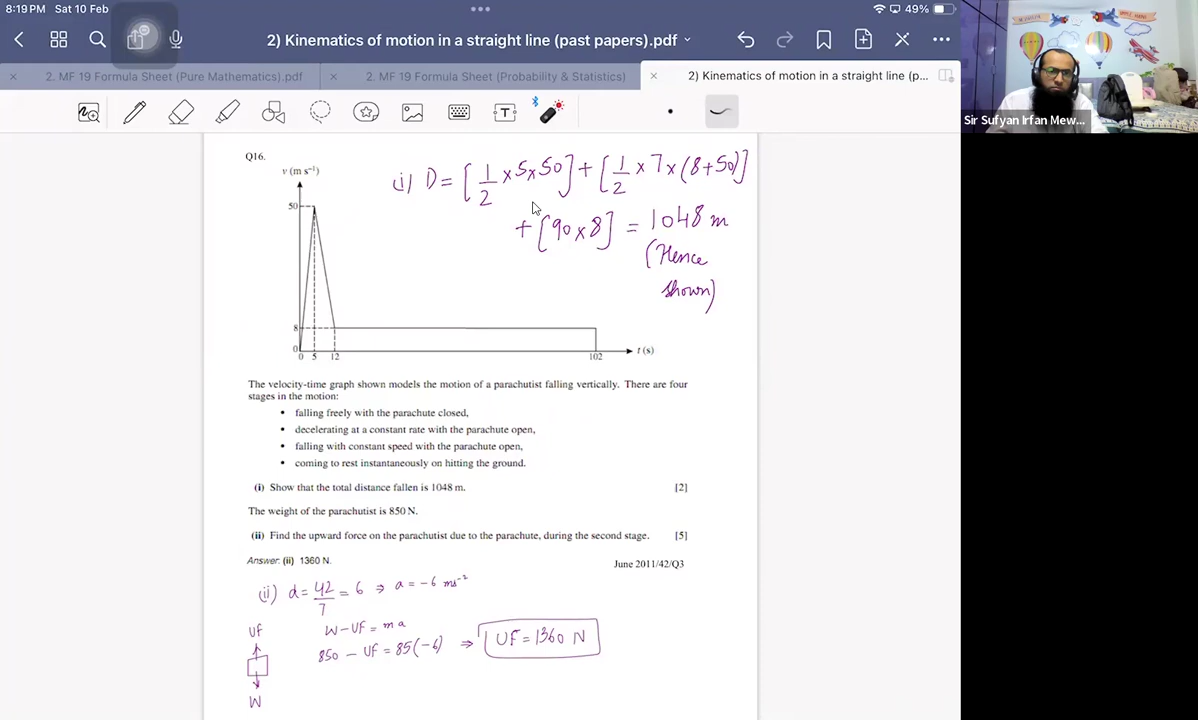 8:19 PM Sat 10 Feb
49%
2) Kinematics of motion in a straight line (past papers).pdf
2. MF 19 Formula Sheet (Pure Mathematics).pdf
2. MF 19 Formula Sheet (Probability & Statistics)
2) Kinematics of motion in a straight line (p...
Sir Sufyan Irfan Mew...
Q16.
v (m s⁻¹)
50
8
0
0 5 12 102 t (s)
(i) D = [1/2 × 5 × 50] + [1/2 × 7 × (8+50)]
+ [90 × 8] = 1048 m
(Hence
shown)
The velocity-time graph shown models the motion of a parachutist falling vertically. There are four
stages in the motion:
• falling freely with the parachute closed,
• decelerating at a constant rate with the parachute open,
• falling with constant speed with the parachute open,
• coming to rest instantaneously on hitting the ground.
(i) Show that the total distance fallen is 1048 m. [2]
The weight of the parachutist is 850 N.
(ii) Find the upward force on the parachutist due to the parachute, during the second stage. [5]
Answer: (ii) 1360 N.
June 2011/42/Q3
(ii) d = 42/7 = 6 ⇒ a = -6 ms⁻²
UF
W - UF = ma
850 - UF = 85(-6) ⇒ UF = 1360 N
W